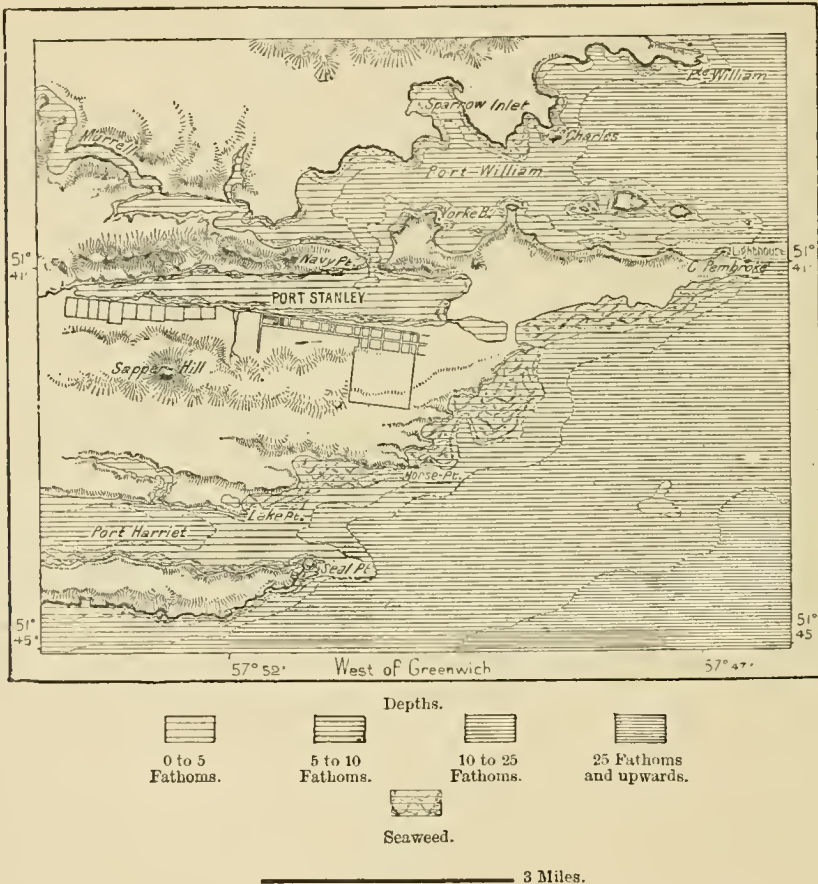 Pt. William
Sparrow Inlet
Charles
Murrell
Port-William
Yorke B.
Lighthouse
51°
41'
Navy Pt.
C. Pembroke
51°
41'
PORT STANLEY
Sapper-Hill
Horse-Pt.
Lake Pt.
Port Harriet
Seal Pt
51°
45'
51°
45
57° 52' West of Greenwich 57° 47'
Depths.
0 to 5 5 to 10 10 to 25 25 Fathoms
Fathoms. Fathoms. Fathoms. and upwards.
Seaweed.
3 Miles.